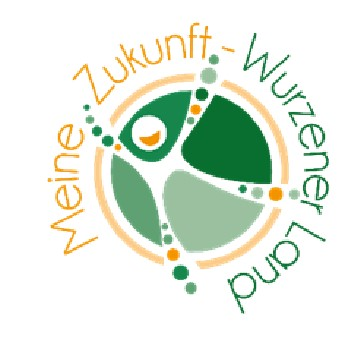 Meine Zukunft - Wurzener Land